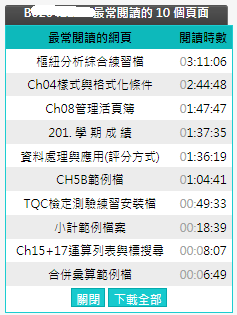 最常閱讀的 10 個頁面
最常閱讀的網頁 閱讀時數
樞紐分析綜合練習檔 03:11:06
Ch04樣式與格式化條件 02:44:48
Ch08管理活頁簿 01:47:47
201. 學 期 成 績 01:37:35
資料處理與應用(評分方式) 01:36:19
CH5B範例檔 01:04:41
TQC檢定測驗練習安裝檔 00:49:33
小計範例檔案 00:18:39
Ch15+17運算列表與標搜尋 00:08:07
合併彙算範例檔 00:06:49
關閉 下載全部